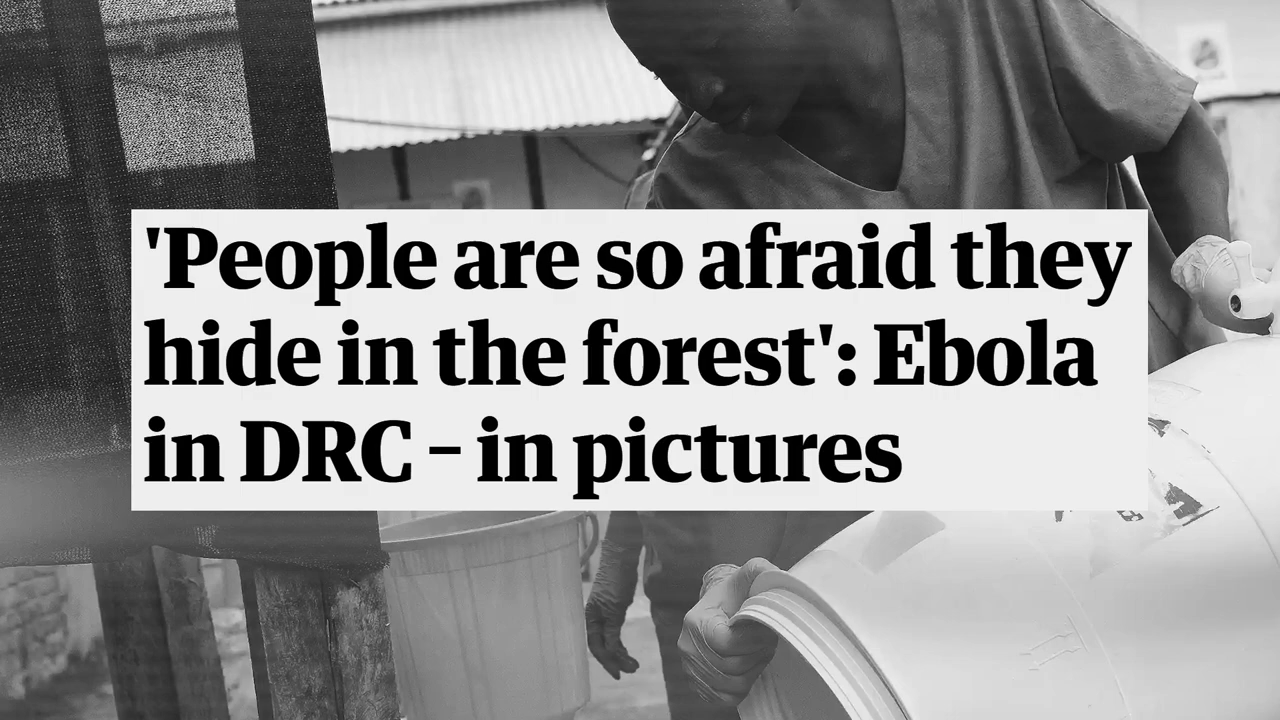 'People are so afraid they
hide in the forest': Ebola
in DRC – in pictures